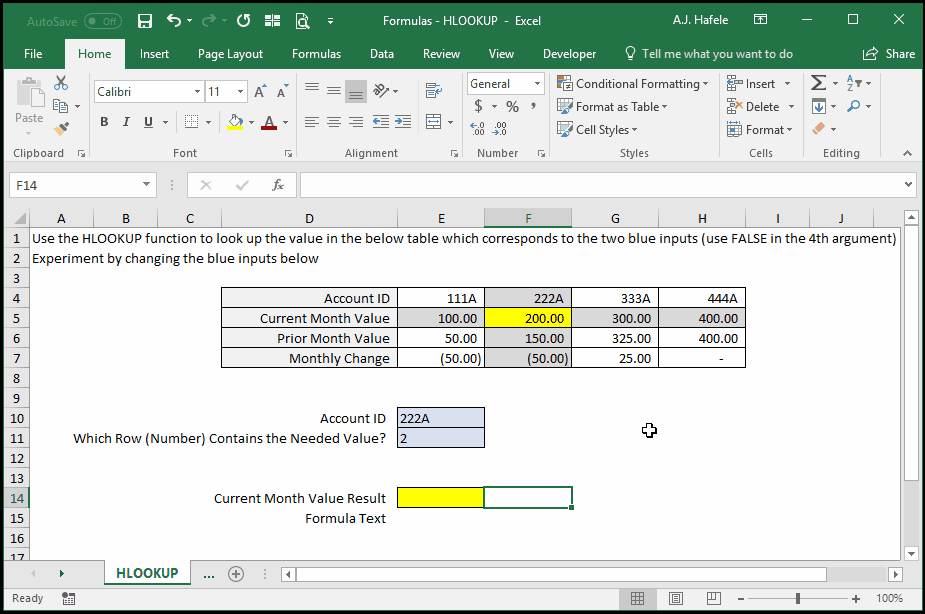 AutoSave Off
Formulas - HLOOKUP - Excel
A.J. Hafele
File Home Insert Page Layout Formulas Data Review View Developer Tell me what you want to do Share
Paste
Calibri 11
B I U
A A
A
General
$ % ,
←.0 .00
.00 →.0
Conditional Formatting
Format as Table
Cell Styles
Insert
Delete
Format
Clipboard Font Alignment Number Styles Cells Editing
F14 fx
A B C D E F G H I J
1 Use the HLOOKUP function to look up the value in the below table which corresponds to the two blue inputs (use FALSE in the 4th argument)
2 Experiment by changing the blue inputs below
3
4 Account ID 111A 222A 333A 444A
5 Current Month Value 100.00 200.00 300.00 400.00
6 Prior Month Value 50.00 150.00 325.00 400.00
7 Monthly Change (50.00) (50.00) 25.00 -
8
9
10 Account ID 222A
11 Which Row (Number) Contains the Needed Value? 2
12
13
14 Current Month Value Result
15 Formula Text
16
17
HLOOKUP ...
Ready 100%